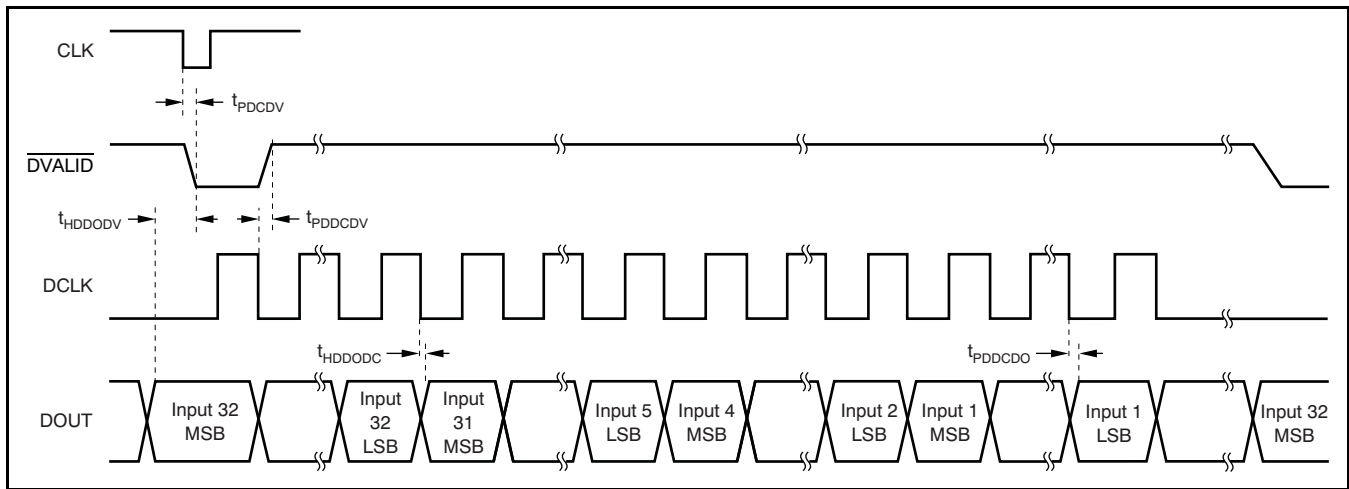 CLK
tPDCDV
DVALID
tHDDODV
tPDDCDV
DCLK
tHDDODC
tPDDCDO
DOUT
Input 32
MSB
Input
32
LSB
Input
31
MSB
Input 5
LSB
Input 4
MSB
Input 2
LSB
Input 1
MSB
Input 1
LSB
Input 32
MSB